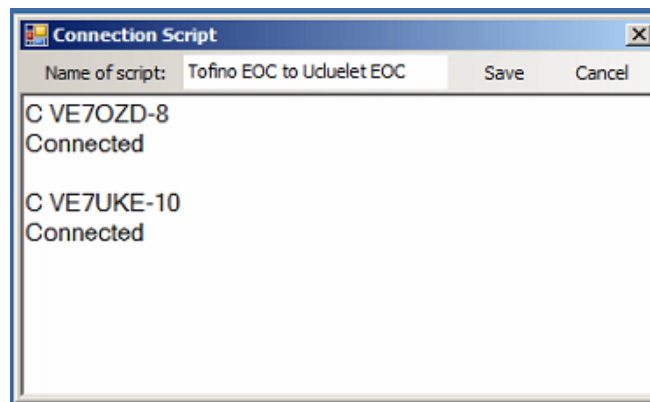 Connection Script
Name of script: Tofino EOC to Ucluelet EOC Save Cancel
C VE7OZD-8
Connected
C VE7UKE-10
Connected